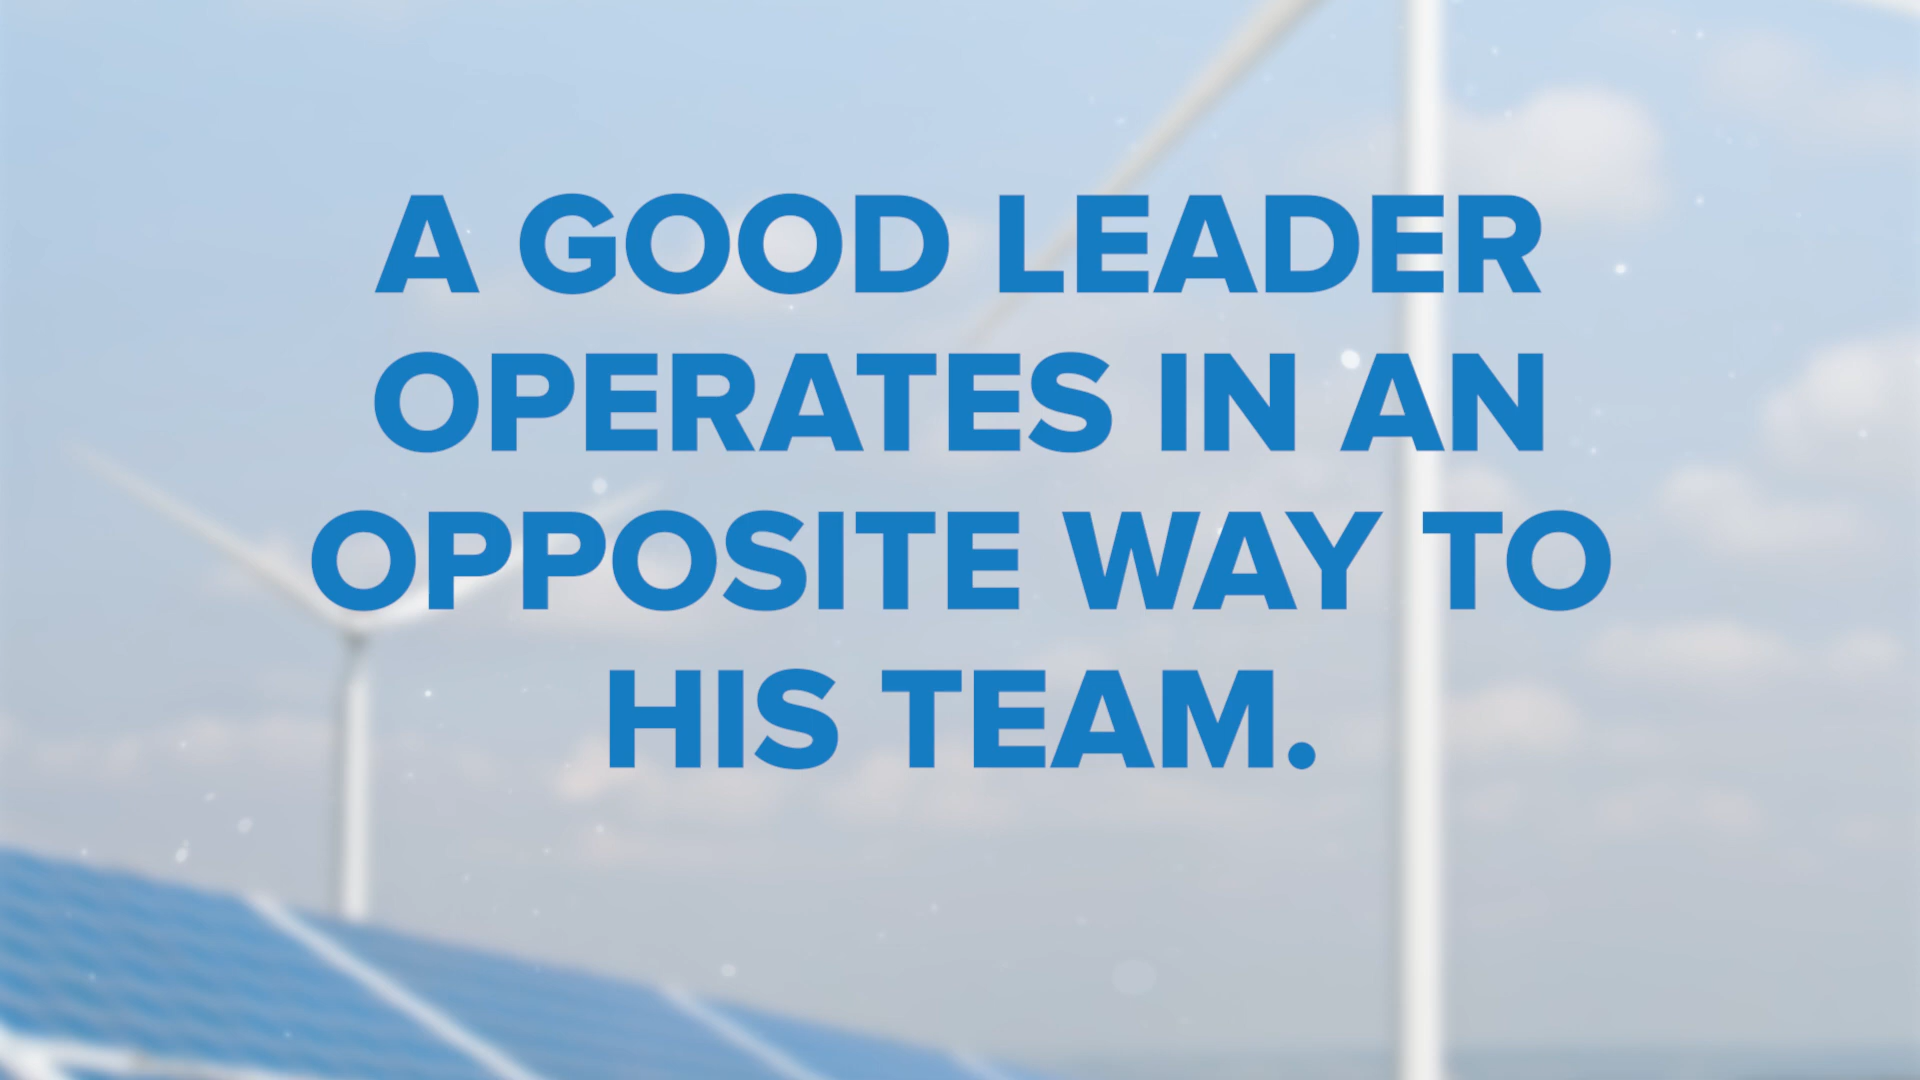 A GOOD LEADER
OPERATES IN AN
OPPOSITE WAY TO
HIS TEAM.